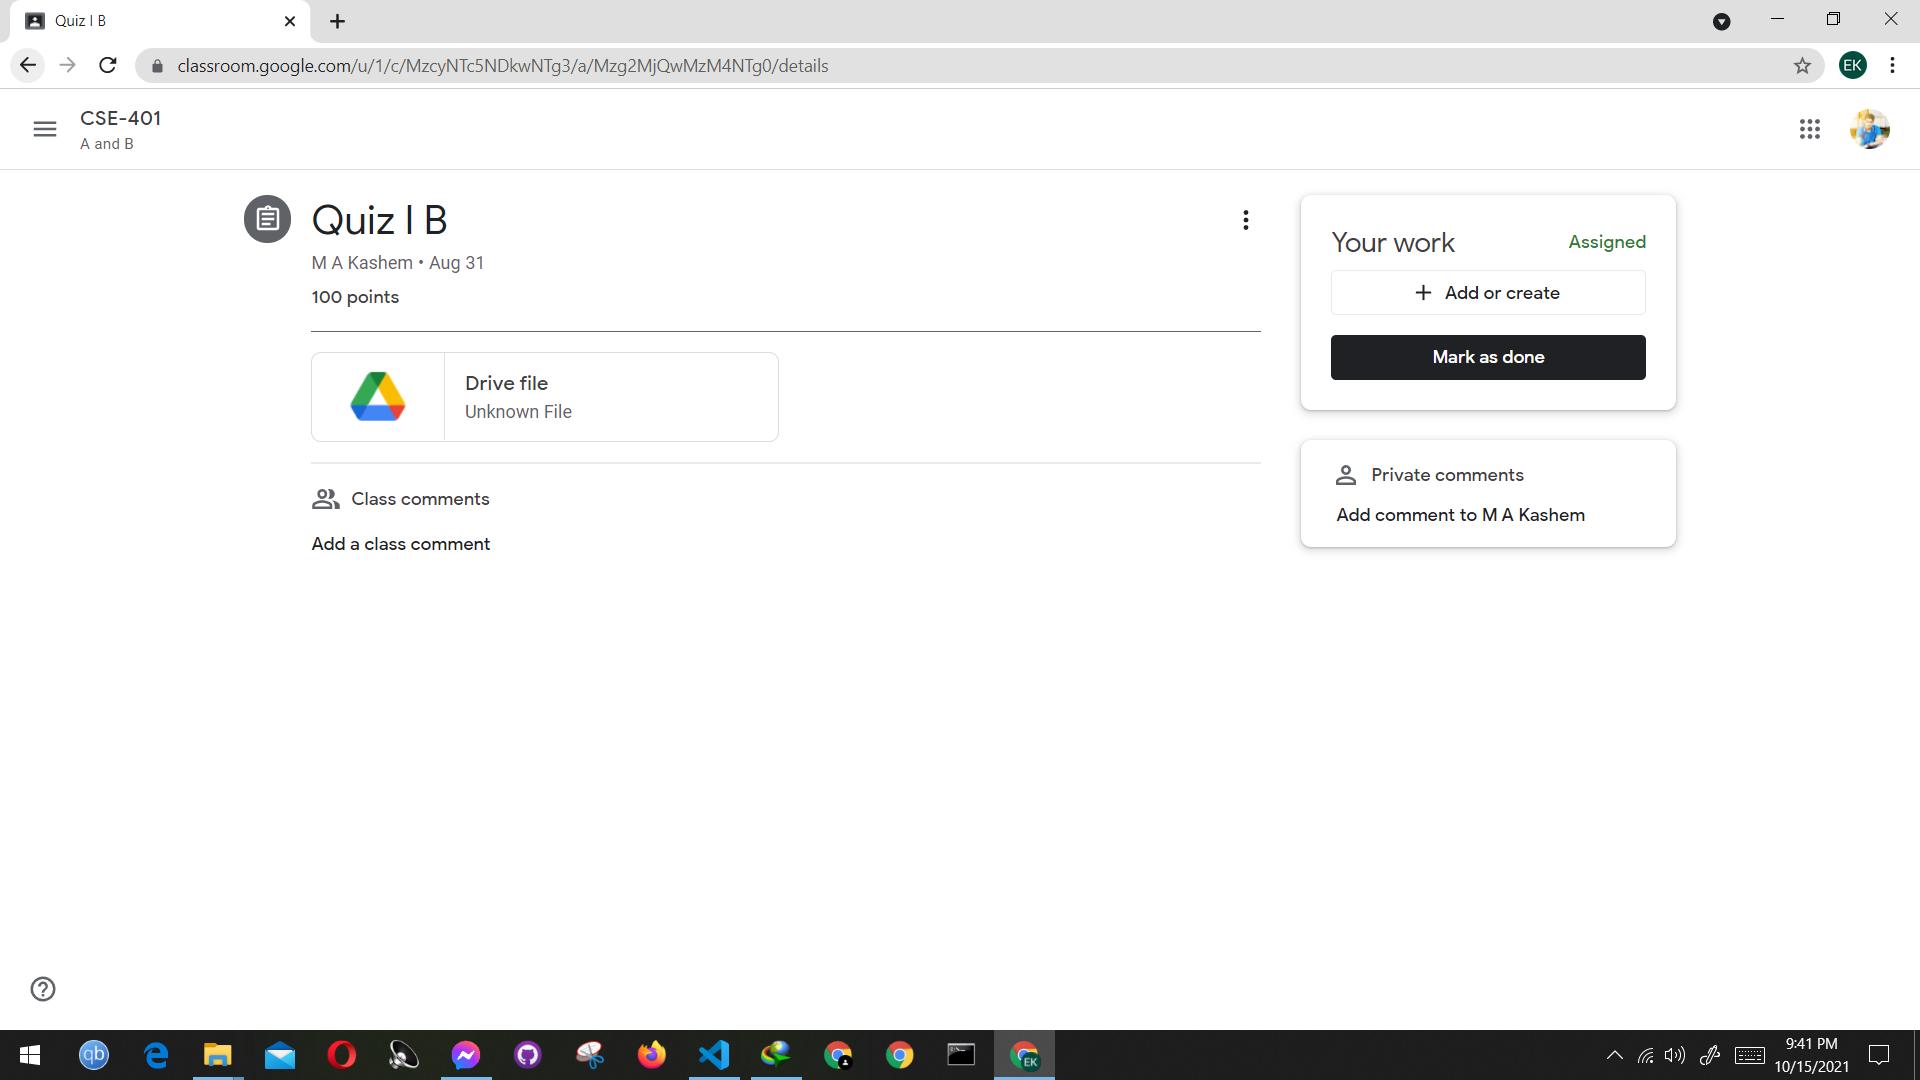 Quiz I B
classroom.google.com/u/1/c/MzcyNTc5NDkwNTg3/a/Mzg2MjQwMzM4NTg0/details
EK
CSE-401
A and B
Quiz I B
M A Kashem • Aug 31
100 points
Drive file
Unknown File
Class comments
Add a class comment
Your work
Assigned
+ Add or create
Mark as done
Private comments
Add comment to M A Kashem
qb
EK
9:41 PM
10/15/2021